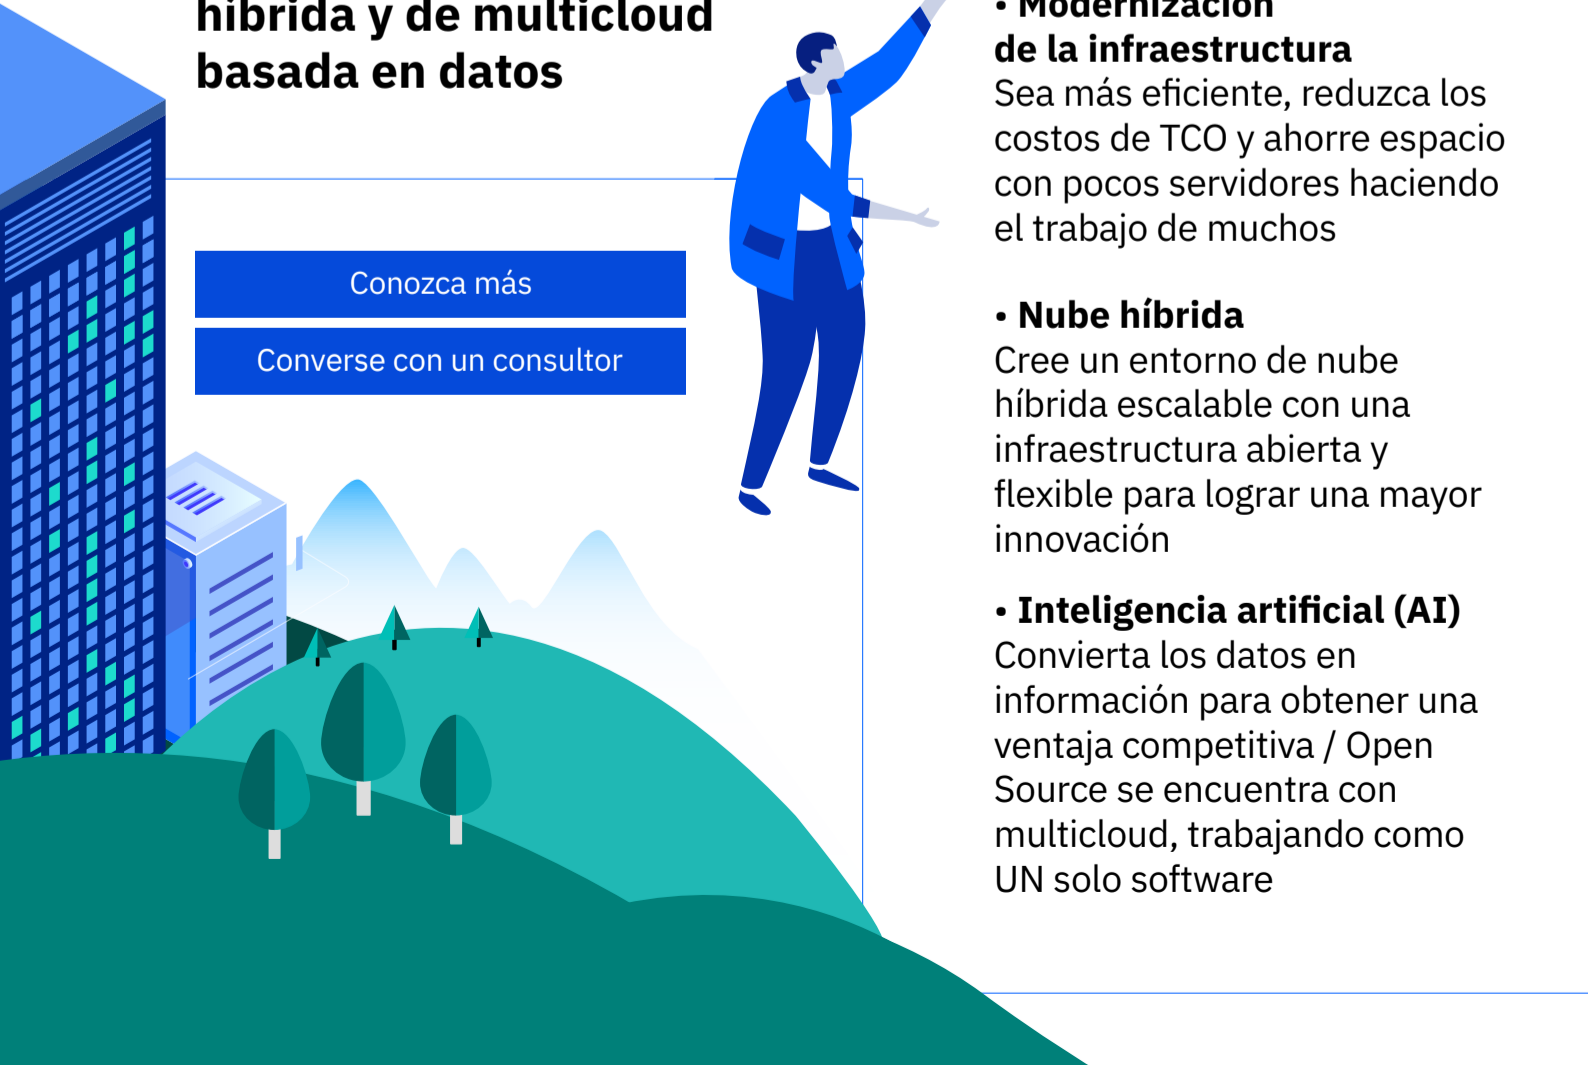 híbrida y de multicloud
basada en datos
Conozca más
Converse con un consultor
• Modernización
de la infraestructura
Sea más eficiente, reduzca los
costos de TCO y ahorre espacio
con pocos servidores haciendo
el trabajo de muchos
• Nube híbrida
Cree un entorno de nube
híbrida escalable con una
infraestructura abierta y
flexible para lograr una mayor
innovación
• Inteligencia artificial (AI)
Convierta los datos en
información para obtener una
ventaja competitiva / Open
Source se encuentra con
multicloud, trabajando como
UN solo software